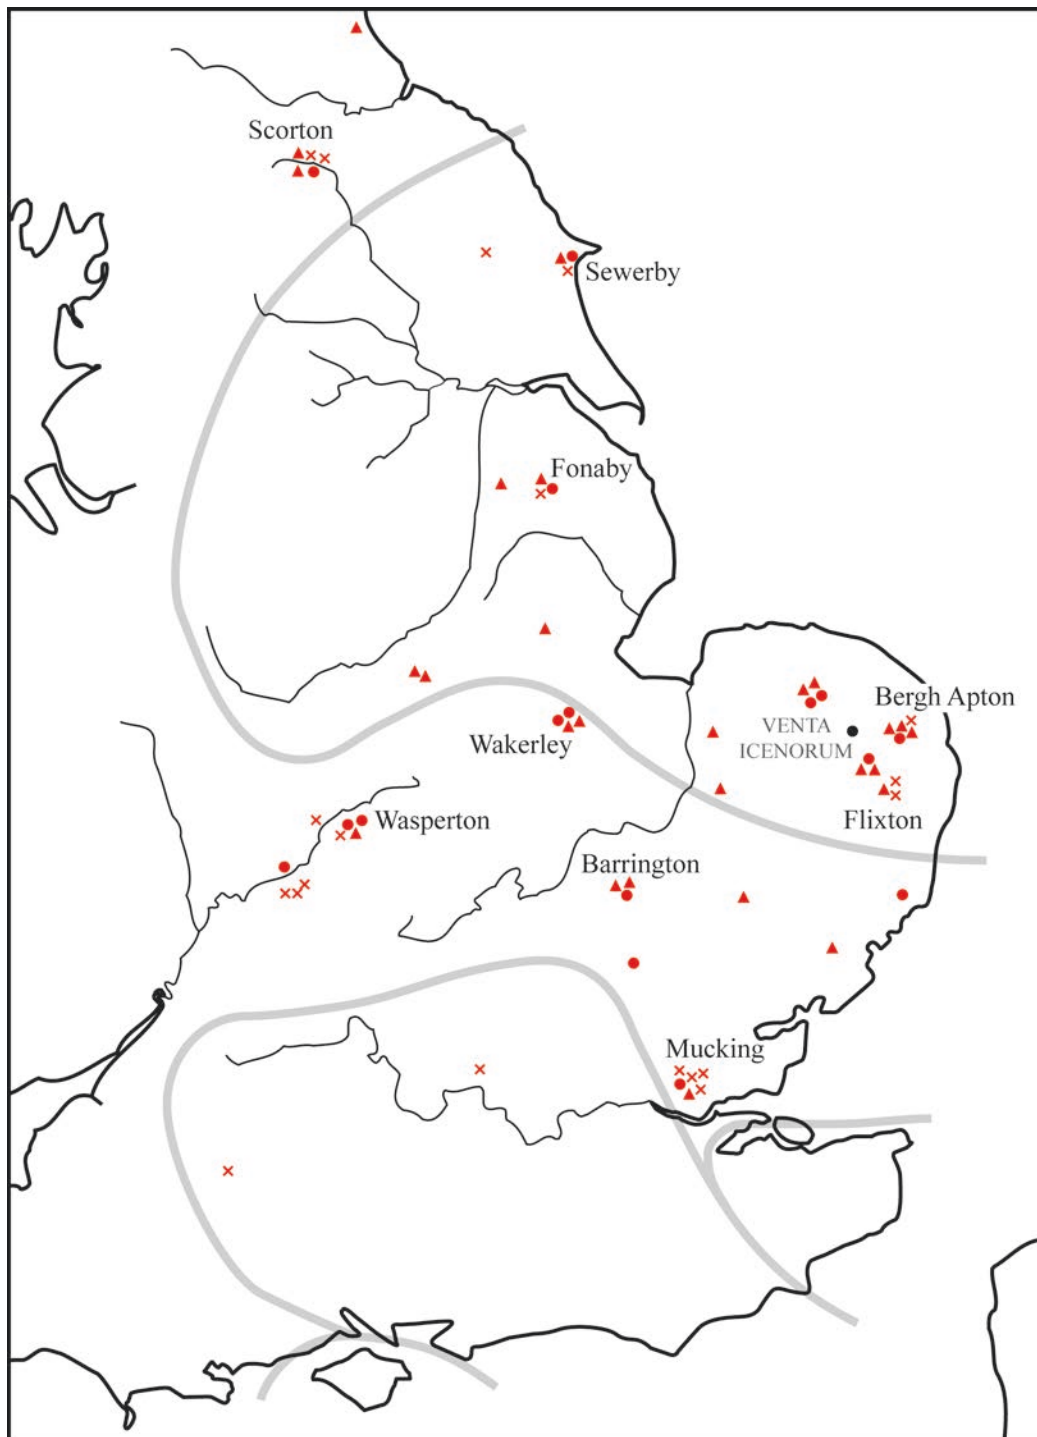 Scorton
Sewerby
Fonaby
Bergh Apton
VENTA
ICENORUM
Wakerley
Flixton
Wasperton
Barrington
Mucking